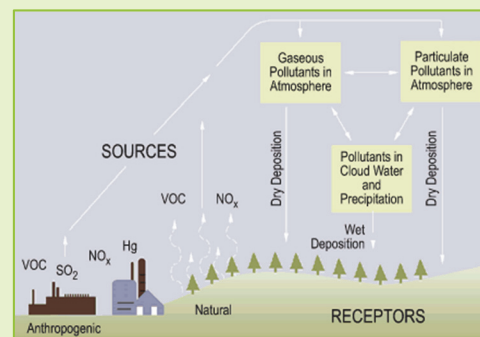 Gaseous
Pollutants in
Atmosphere
Particulate
Pollutants in
Atmosphere
SOURCES
Dry Deposition
Pollutants in
Cloud Water
and
Precipitation
Dry Deposition
VOC
NOx
Wet
Deposition
VOC
SO2
NOx
Hg
Natural
Anthropogenic
RECEPTORS